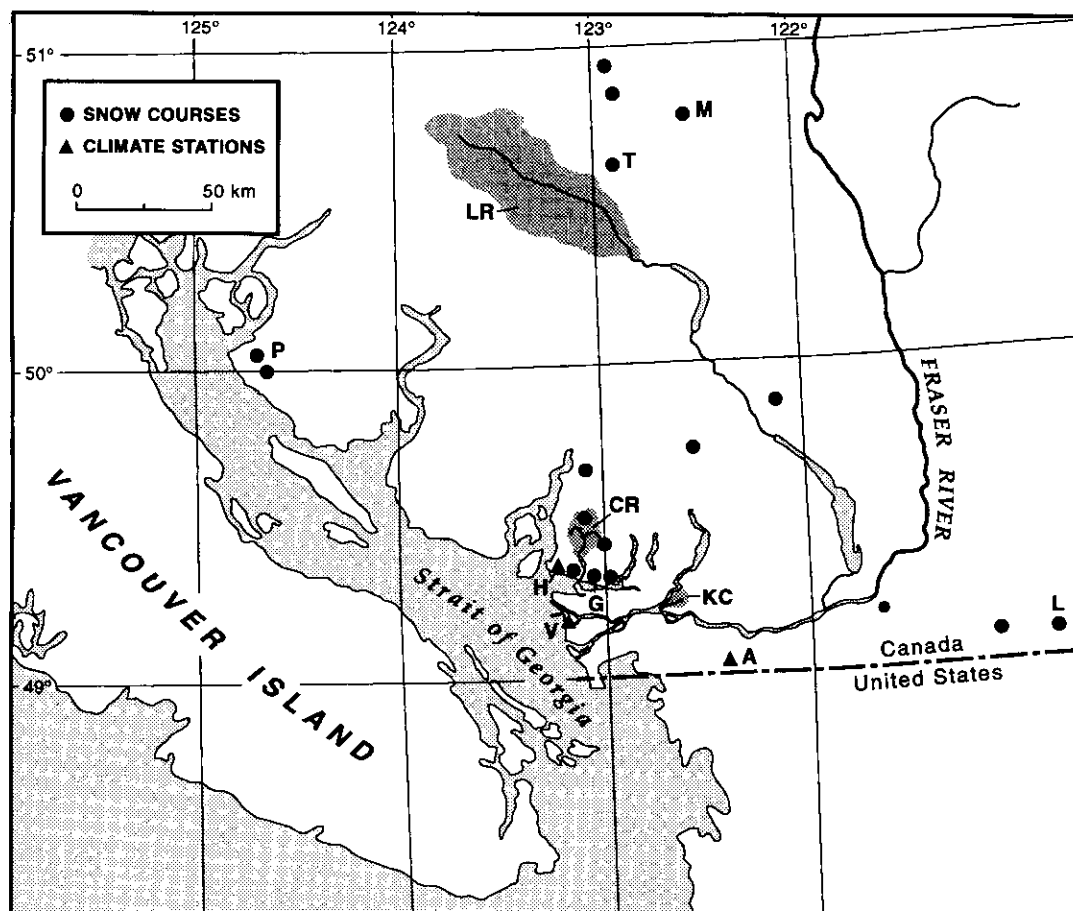 125° 124° 123° 122°
51°
SNOW COURSES
CLIMATE STATIONS
0 50 km
M
T
LR
P
50°
FRASER RIVER
CR
H
G
KC
V
L
A
Canada
United States
49°
Strait of Georgia
VANCOUVER ISLAND